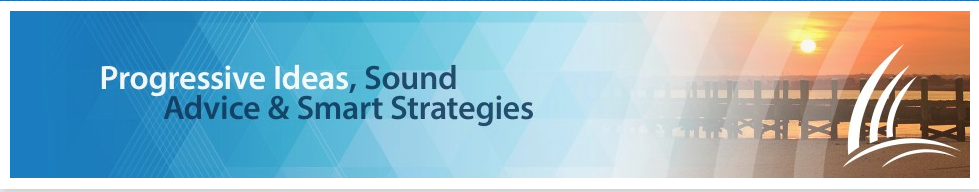 Progressive Ideas, Sound
Advice & Smart Strategies